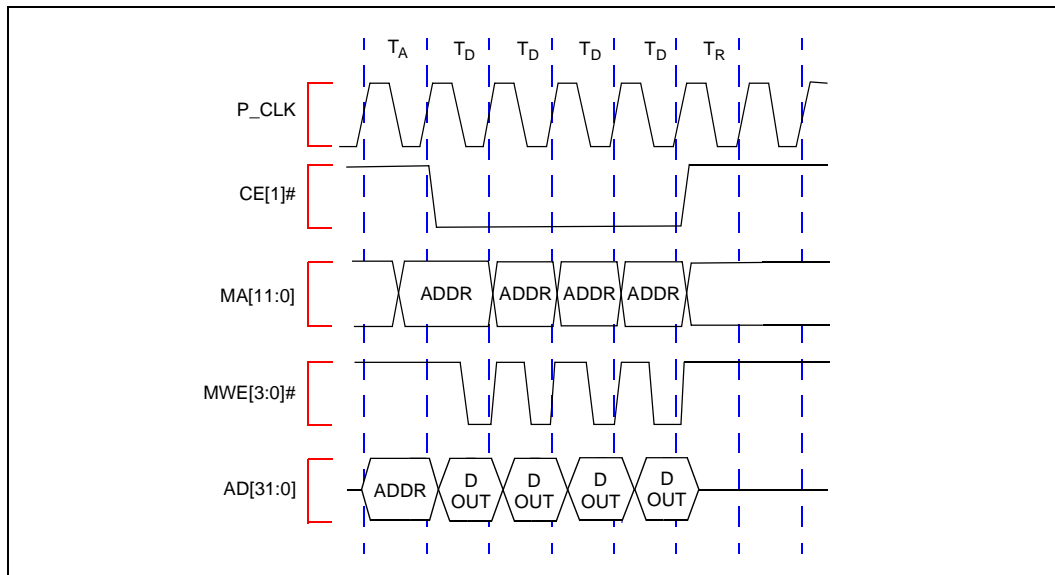 TA TD TD TD TD TR
P_CLK
CE[1]#
MA[11:0] ADDR ADDR ADDR ADDR
MWE[3:0]#
AD[31:0] ADDR D OUT D OUT D OUT D OUT